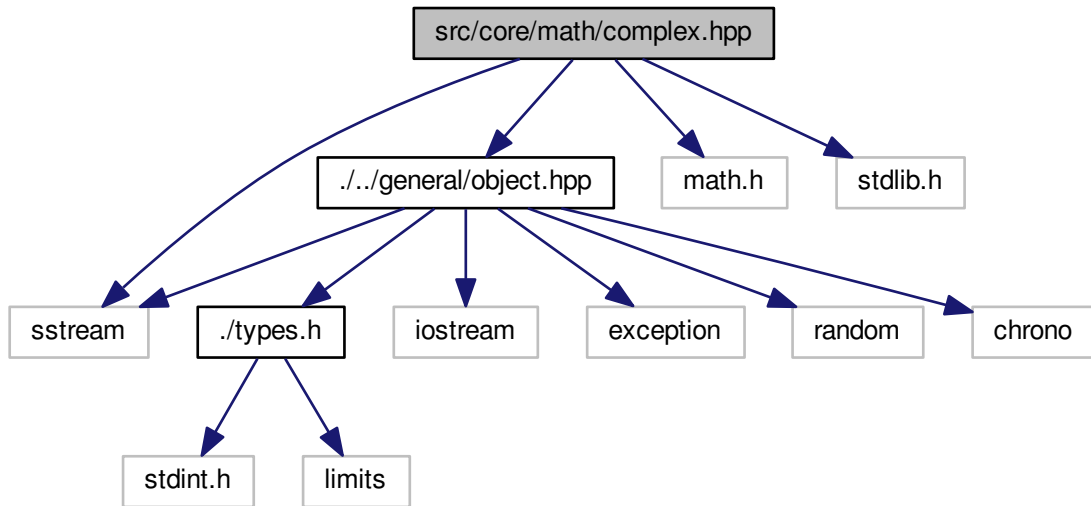 src/core/math/complex.hpp
./../general/object.hpp
math.h
stdlib.h
sstream
./types.h
iostream
exception
random
chrono
stdint.h
limits